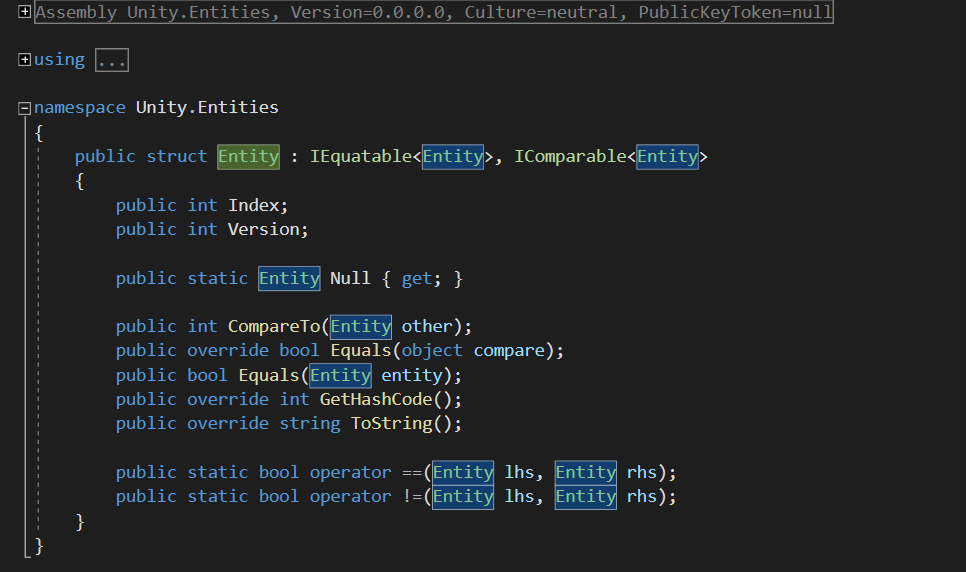 Assembly Unity.Entities, Version=0.0.0.0, Culture=neutral, PublicKeyToken=null
using ...
namespace Unity.Entities
{
public struct Entity : IEquatable<Entity>, IComparable<Entity>
{
public int Index;
public int Version;
public static Entity Null { get; }
public int CompareTo(Entity other);
public override bool Equals(object compare);
public bool Equals(Entity entity);
public override int GetHashCode();
public override string ToString();
public static bool operator ==(Entity lhs, Entity rhs);
public static bool operator !=(Entity lhs, Entity rhs);
}
}